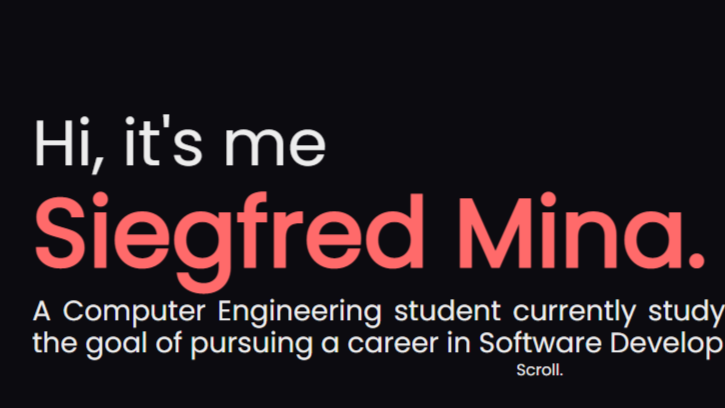 Hi, it's me
Siegfred Mina.
A Computer Engineering student currently study
the goal of pursuing a career in Software Develop
Scroll.